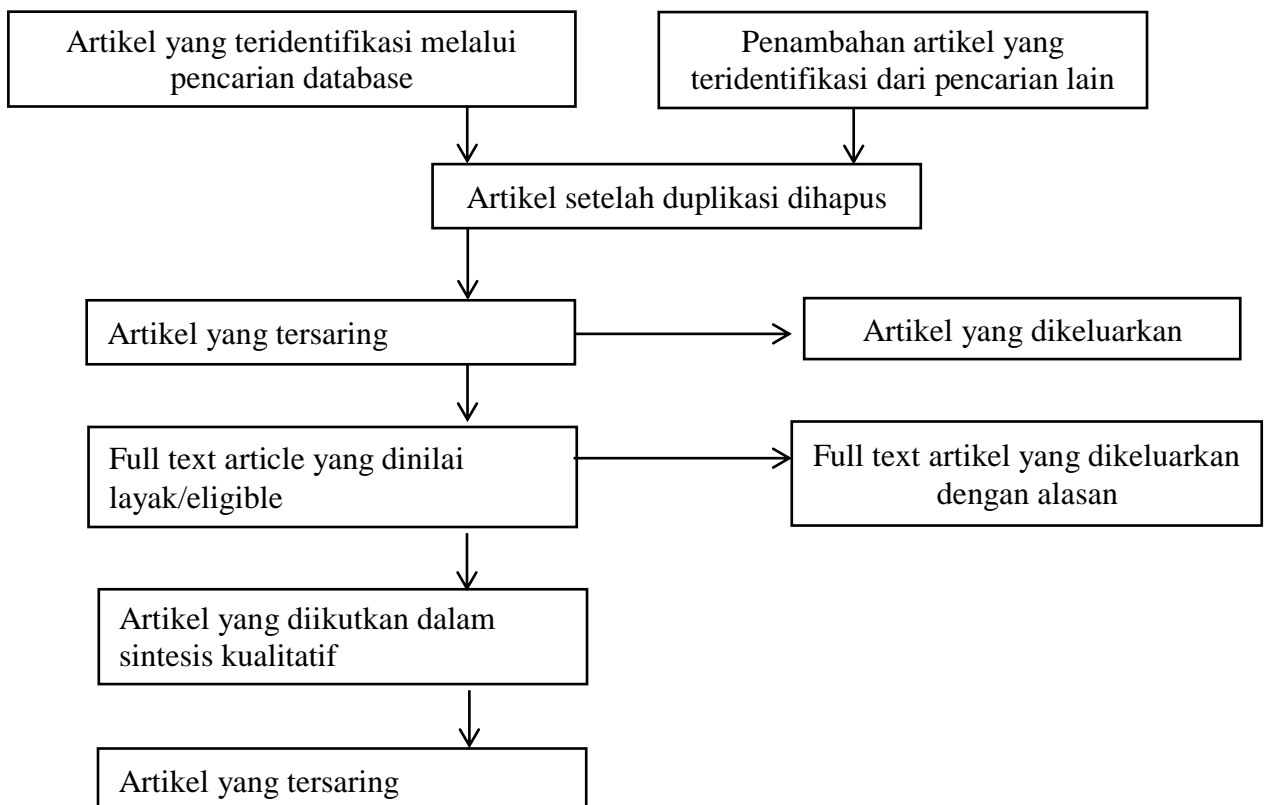 Artikel yang teridentifikasi melalui
pencarian database
Penambahan artikel yang
teridentifikasi dari pencarian lain
Artikel setelah duplikasi dihapus
Artikel yang tersaring
Artikel yang dikeluarkan
Full text article yang dinilai
layak/eligible
Full text artikel yang dikeluarkan
dengan alasan
Artikel yang diikutkan dalam
sintesis kualitatif
Artikel yang tersaring